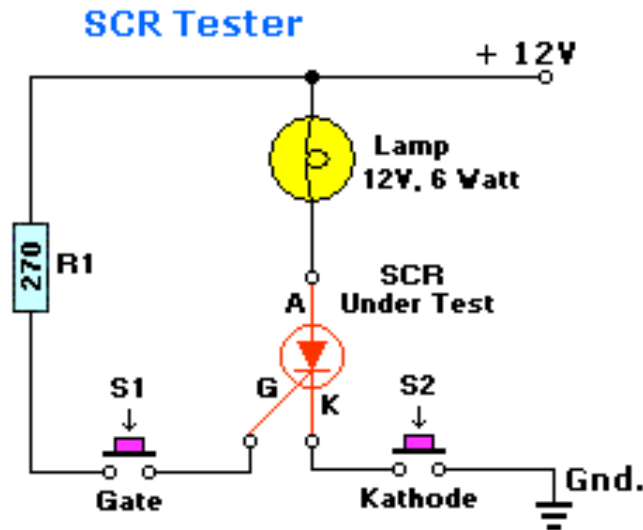 SCR Tester
+ 12V
Lamp
12V, 6 Watt
270
R1
SCR
Under Test
A
G
K
S1
S2
Gate
Kathode
Gnd.